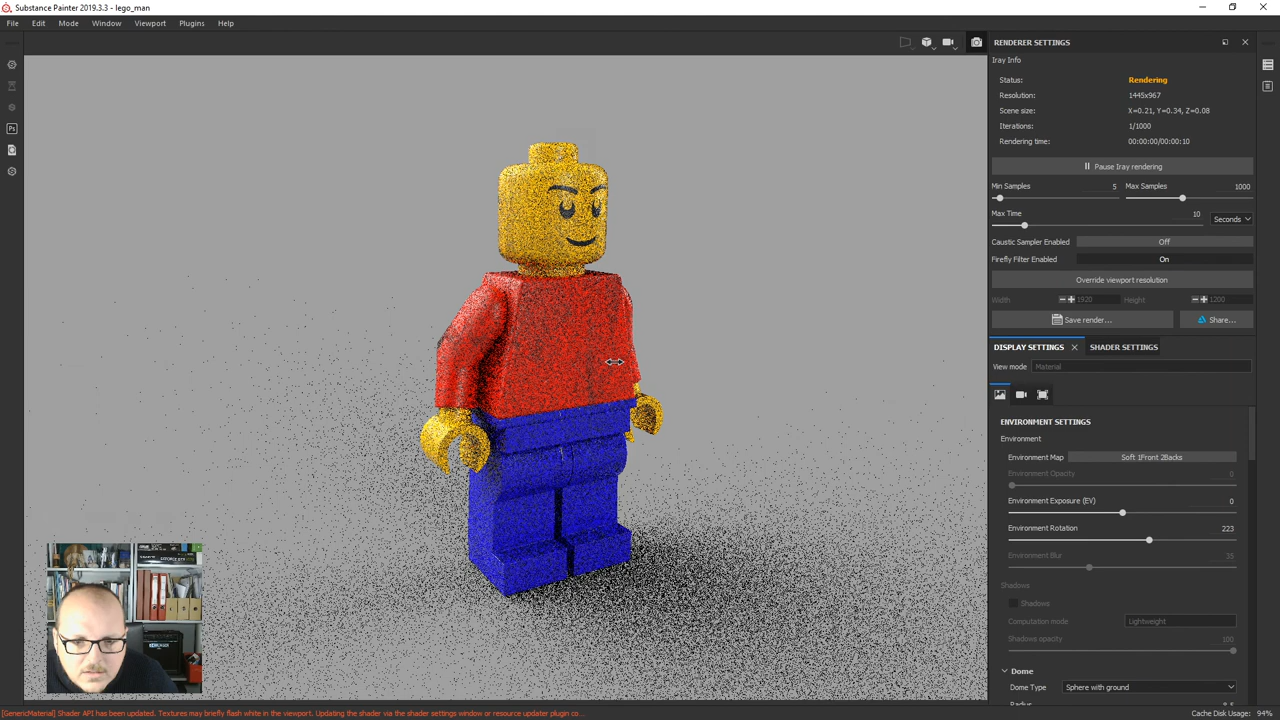 Substance Painter 2019.3.3 - lego_man
File Edit Mode Window Viewport Plugins Help
RENDERER SETTINGS
Iray Info
Status: Rendering
Resolution: 1445x967
Scene size: X=0.21, Y=0.34, Z=0.08
Iterations: 1/1000
Rendering time: 00:00:00/00:00:10
Pause Iray rendering
Min Samples 5 Max Samples 1000
Max Time 10 Seconds
Caustic Sampler Enabled Off
Firefly Filter Enabled On
Override viewport resolution
Width 1920 Height 1200
Save render... Share...
DISPLAY SETTINGS SHADER SETTINGS
View mode Material
ENVIRONMENT SETTINGS
Environment
Environment Map Soft 1Front 2Backs
Environment Opacity 0
Environment Exposure (EV) 0
Environment Rotation 223
Environment Blur 35
Shadows
Shadows
Computation mode Lightweight
Shadows opacity 100
Dome
Dome Type Sphere with ground
[GenericMaterial] Shader API has been updated. Textures may briefly flash white in the viewport. Updating the shader via the shader settings window or resource updater plugin co...
Cache Disk Usage: 94%
Ps